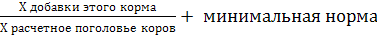 Х добавки этого корма
Х расчетное поголовье коров + минимальная норма